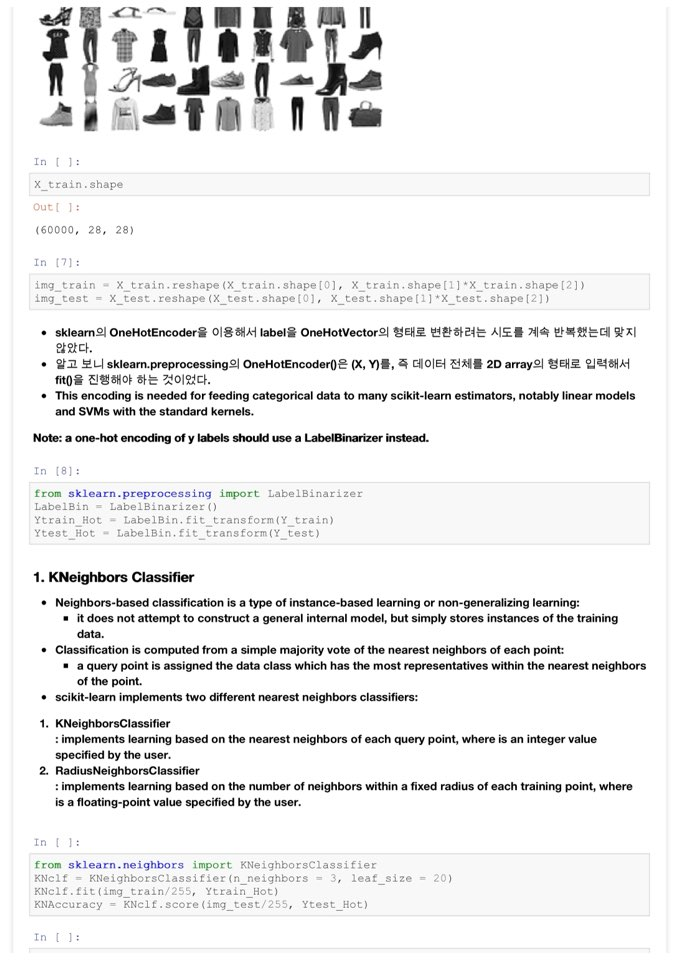 In [ ]:
X_train.shape
Out[ ]:
(60000, 28, 28)
In [7]:
img_train = X_train.reshape(X_train.shape[0], X_train.shape[1]*X_train.shape[2])
img_test = X_test.reshape(X_test.shape[0], X_test.shape[1]*X_test.shape[2])
• sklearn의 OneHotEncoder을 이용해서 label을 OneHotVector의 형태로 변환하려는 시도를 계속 반복했는데 맞지
않았다.
• 알고 보니 sklearn.preprocessing의 OneHotEncoder()은 (X, Y)를, 즉 데이터 전체를 2D array의 형태로 입력해서
fit()을 진행해야 하는 것이었다.
• This encoding is needed for feeding categorical data to many scikit-learn estimators, notably linear models
and SVMs with the standard kernels.
Note: a one-hot encoding of y labels should use a LabelBinarizer instead.
In [8]:
from sklearn.preprocessing import LabelBinarizer
LabelBin = LabelBinarizer()
Ytrain_Hot = LabelBin.fit_transform(Y_train)
Ytest_Hot = LabelBin.fit_transform(Y_test)
1. KNeighbors Classifier
• Neighbors-based classification is a type of instance-based learning or non-generalizing learning:
▪ it does not attempt to construct a general internal model, but simply stores instances of the training
data.
• Classification is computed from a simple majority vote of the nearest neighbors of each point:
▪ a query point is assigned the data class which has the most representatives within the nearest neighbors
of the point.
• scikit-learn implements two different nearest neighbors classifiers:
1. KNeighborsClassifier
: implements learning based on the nearest neighbors of each query point, where is an integer value
specified by the user.
2. RadiusNeighborsClassifier
: implements learning based on the number of neighbors within a fixed radius of each training point, where
is a floating-point value specified by the user.
In [ ]:
from sklearn.neighbors import KNeighborsClassifier
KNclf = KNeighborsClassifier(n_neighbors = 3, leaf_size = 20)
KNclf.fit(img_train/255, Ytrain_Hot)
KNAccuracy = KNclf.score(img_test/255, Ytest_Hot)
In [ ]: